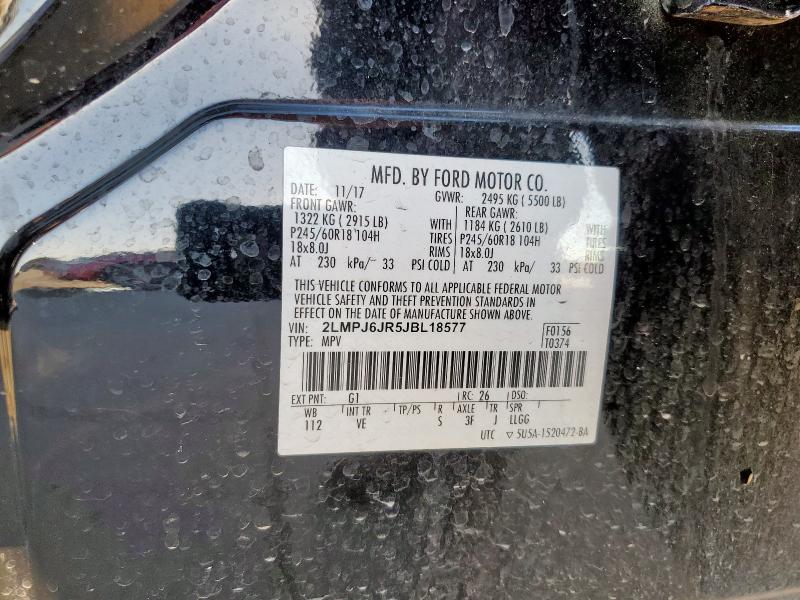 MFD. BY FORD MOTOR CO.
DATE: 11/17 GVWR: 2495 KG ( 5500 LB)
FRONT GAWR: REAR GAWR:
1322 KG ( 2915 LB) WITH 1184 KG ( 2610 LB) WITH
P245/60R18 104H TIRES P245/60R18 104H TIRES
18x8.0J RIMS 18x8.0J RIMS
AT 230 kPa/ 33 PSI COLD AT 230 kPa/ 33 PSI COLD
THIS VEHICLE CONFORMS TO ALL APPLICABLE FEDERAL MOTOR
VEHICLE SAFETY AND THEFT PREVENTION STANDARDS IN
EFFECT ON THE DATE OF MANUFACTURE SHOWN ABOVE.
VIN: 2LMPJ6JR5JBL18577 F0156
TYPE: MPV T0374
EXT PNT: G1 RC: 26 DSO:
WB INT TR TP/PS R AXLE TR SPR
112 VE S 3F J LLGG
UTC ▽ 5U5A-1520472-BA